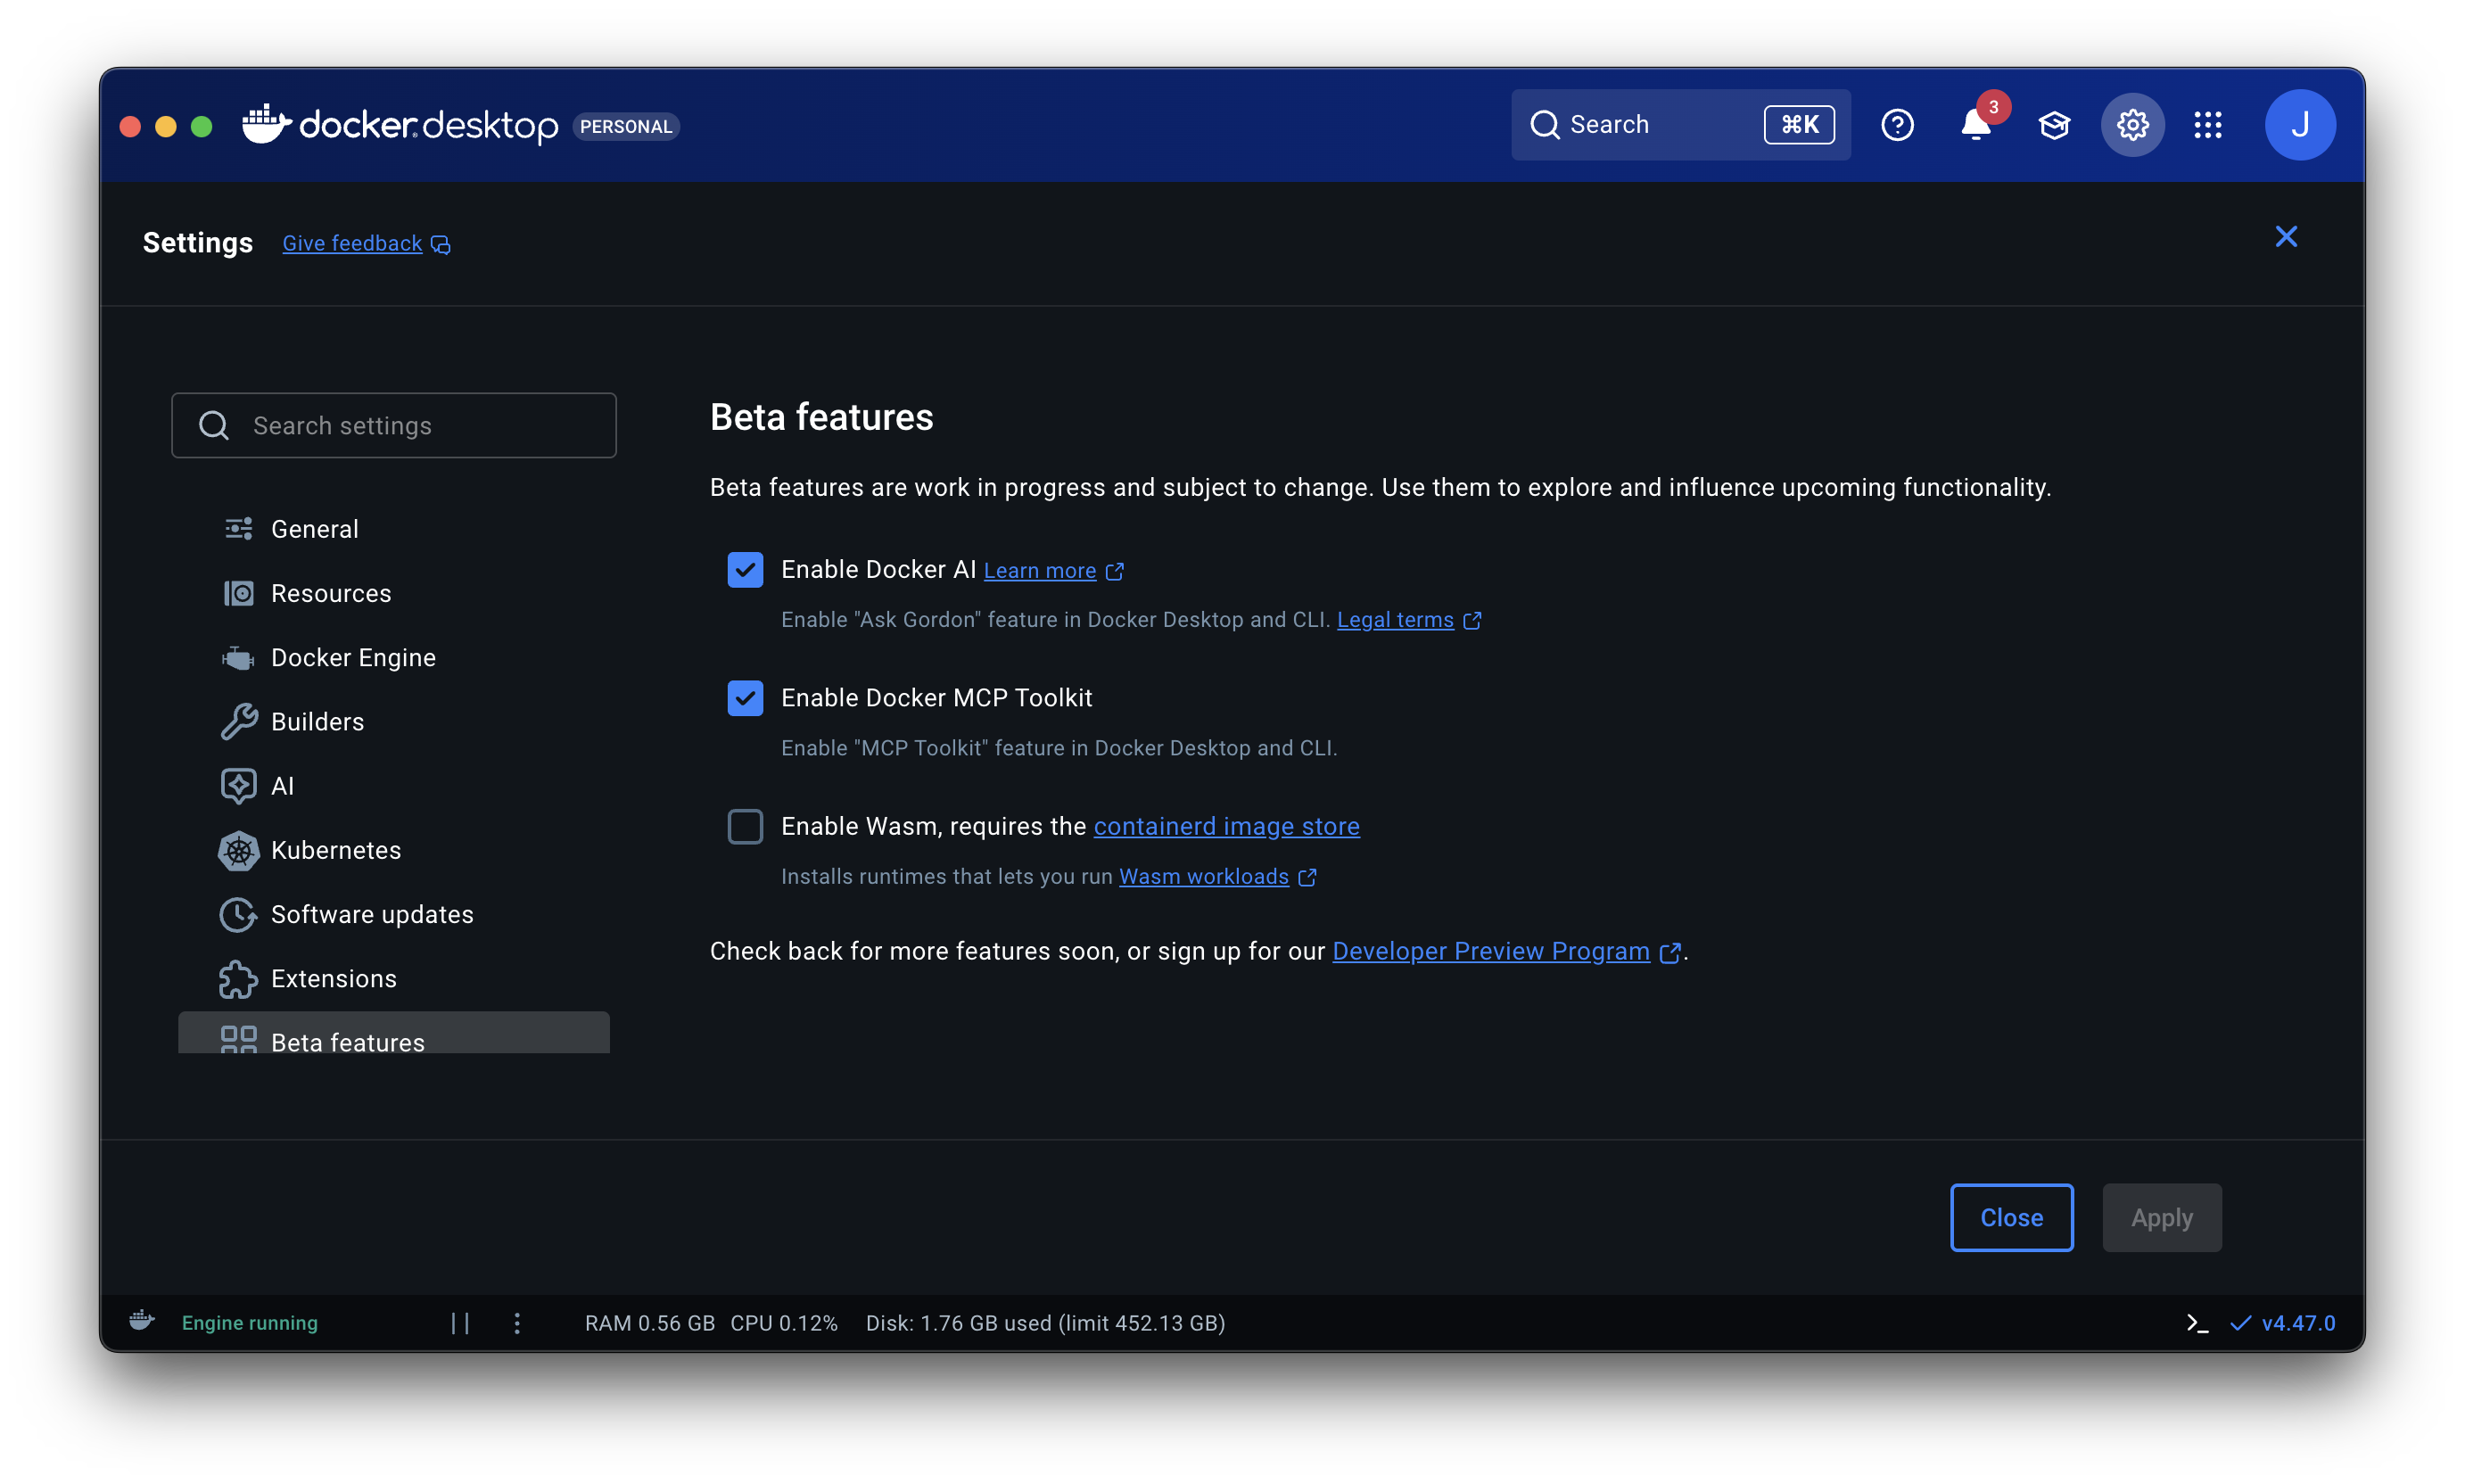 docker desktop PERSONAL
Search ⌘K
3
J
Settings Give feedback
Search settings
General
Resources
Docker Engine
Builders
AI
Kubernetes
Software updates
Extensions
Beta features
Beta features
Beta features are work in progress and subject to change. Use them to explore and influence upcoming functionality.
Enable Docker AI Learn more
Enable "Ask Gordon" feature in Docker Desktop and CLI. Legal terms
Enable Docker MCP Toolkit
Enable "MCP Toolkit" feature in Docker Desktop and CLI.
Enable Wasm, requires the containerd image store
Installs runtimes that lets you run Wasm workloads
Check back for more features soon, or sign up for our Developer Preview Program.
Close
Apply
Engine running
RAM 0.56 GB CPU 0.12% Disk: 1.76 GB used (limit 452.13 GB)
v4.47.0